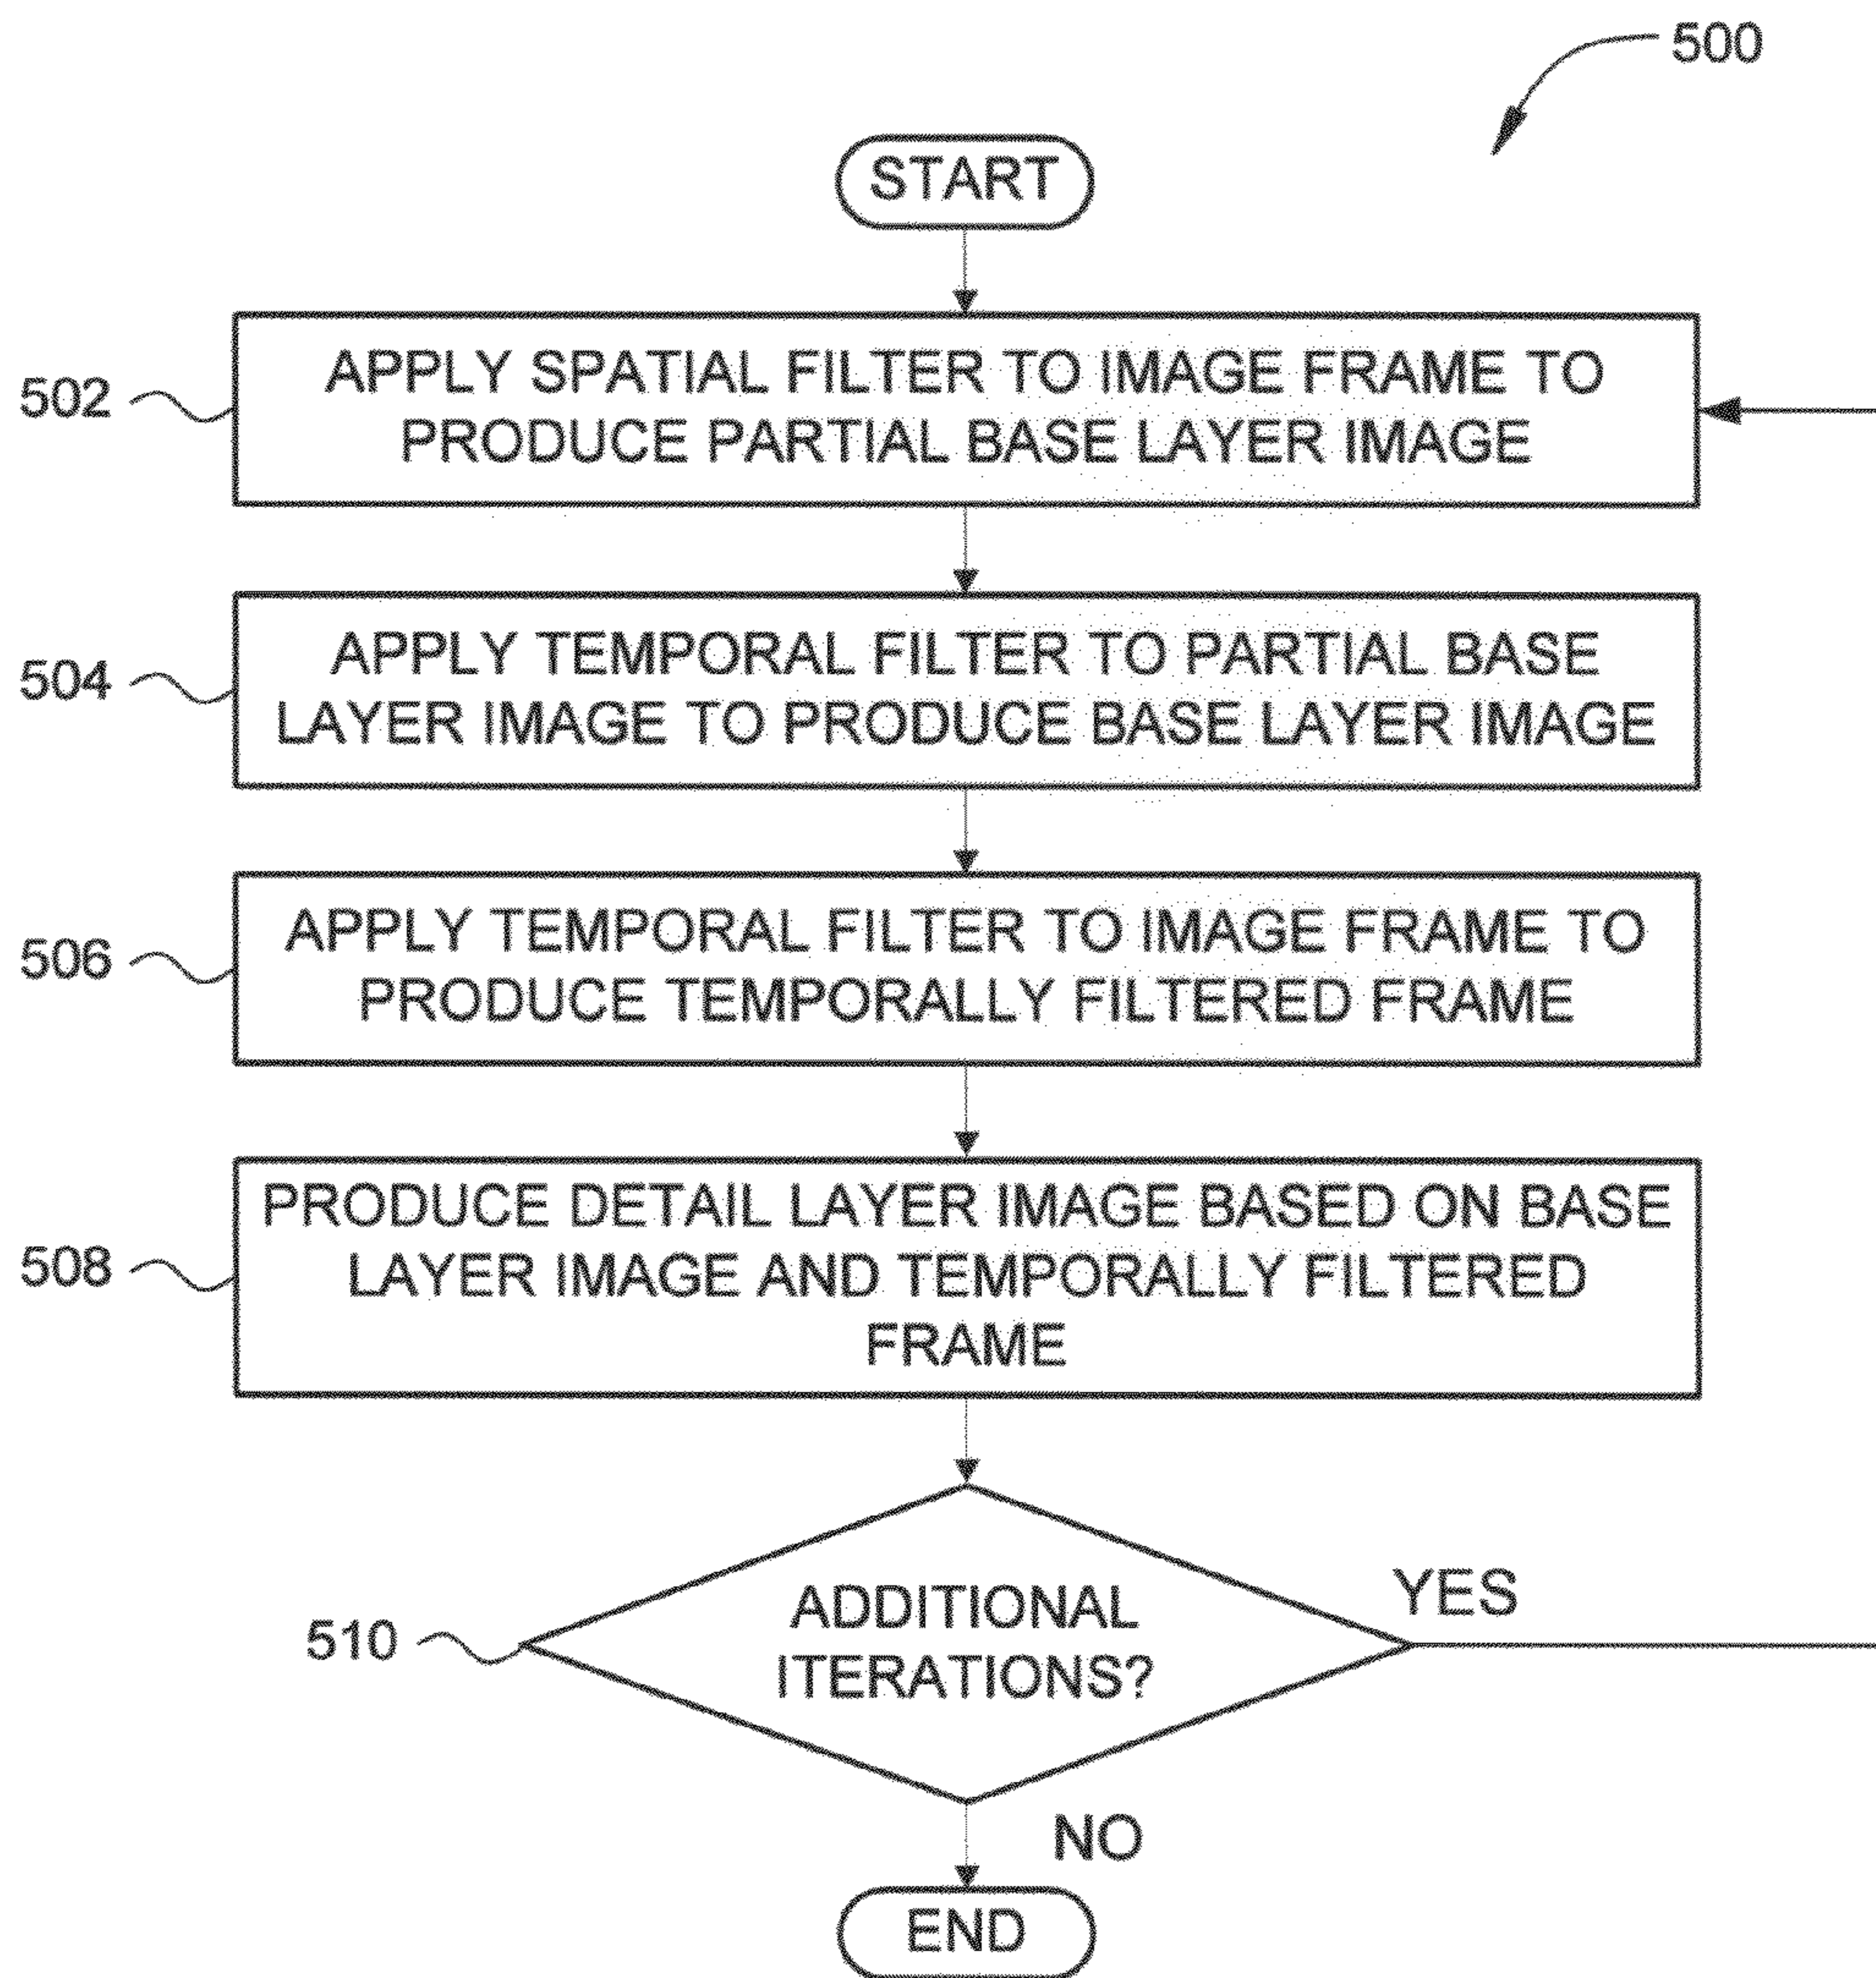 500
START
502
APPLY SPATIAL FILTER TO IMAGE FRAME TO
PRODUCE PARTIAL BASE LAYER IMAGE
504
APPLY TEMPORAL FILTER TO PARTIAL BASE
LAYER IMAGE TO PRODUCE BASE LAYER IMAGE
506
APPLY TEMPORAL FILTER TO IMAGE FRAME TO
PRODUCE TEMPORALLY FILTERED FRAME
508
PRODUCE DETAIL LAYER IMAGE BASED ON BASE
LAYER IMAGE AND TEMPORALLY FILTERED
FRAME
510
ADDITIONAL
ITERATIONS?
YES
NO
END